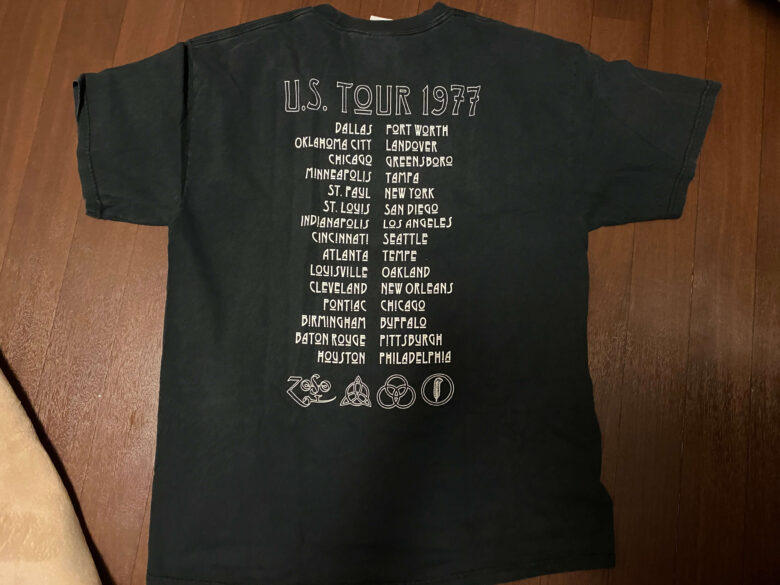 U.S. TOUR 1977
DALLAS PORT WORTH
OKLAHOMA CITY LANDOVER
CHICAGO GREENSBORO
MINNEAPOLIS TAMPA
ST. PAUL NEW YORK
ST. LOUIS SAN DIEGO
INDIANAPOLIS LOS ANGELES
CINCINNATI SEATTLE
ATLANTA TEMPE
LOUISVILLE OAKLAND
CLEVELAND NEW ORLEANS
PONTIAC CHICAGO
BIRMINGHAM BUFFALO
BATON ROUGE PITTSBURGH
HOUSTON PHILADELPHIA
ZoSo